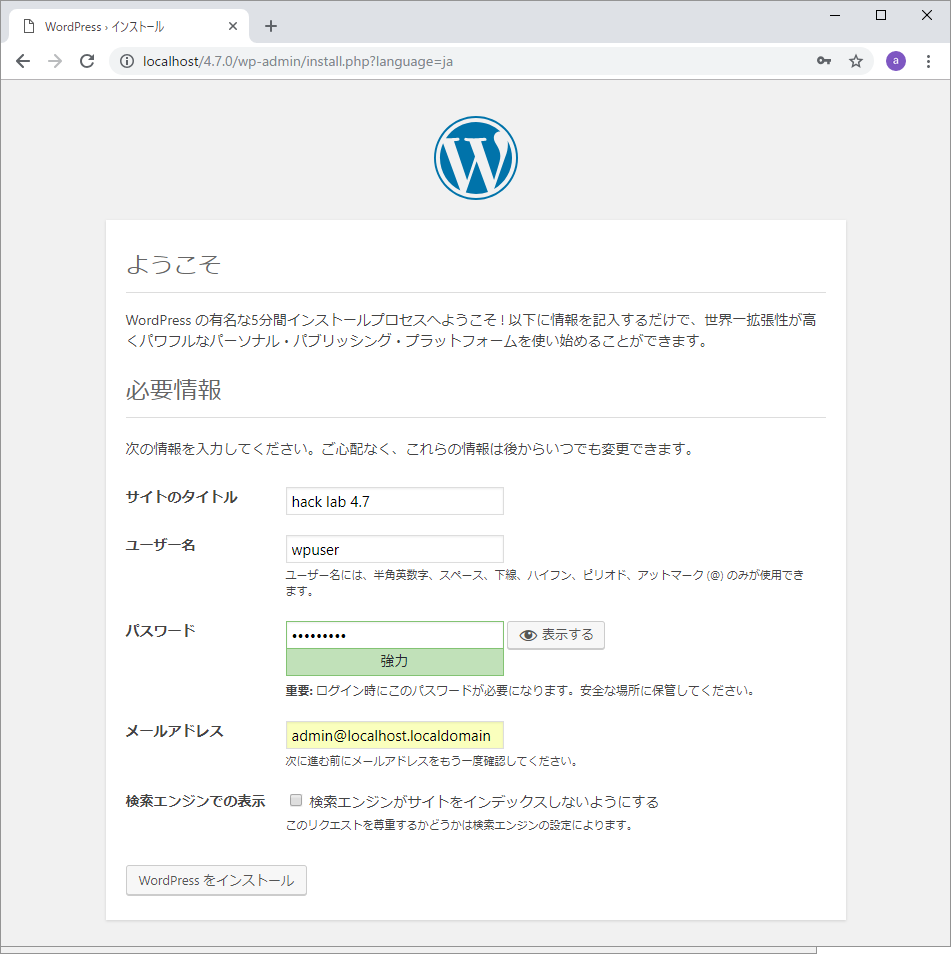 WordPress › インストール
localhost/4.7.0/wp-admin/install.php?language=ja
a
ようこそ
WordPress の有名な5分間インストールプロセスへようこそ ! 以下に情報を記入するだけで、世界一拡張性が高
くパワフルなパーソナル・パブリッシング・プラットフォームを使い始めることができます。
必要情報
次の情報を入力してください。ご心配なく、これらの情報は後からいつでも変更できます。
サイトのタイトル
hack lab 4.7
ユーザー名
wpuser
ユーザー名には、半角英数字、スペース、下線、ハイフン、ピリオド、アットマーク (@) のみが使用でき
ます。
パスワード
•••••••••
表示する
強力
重要: ログイン時にこのパスワードが必要になります。安全な場所に保管してください。
メールアドレス
admin@localhost.localdomain
次に進む前にメールアドレスをもう一度確認してください。
検索エンジンでの表示
検索エンジンがサイトをインデックスしないようにする
このリクエストを尊重するかどうかは検索エンジンの設定によります。
WordPress をインストール